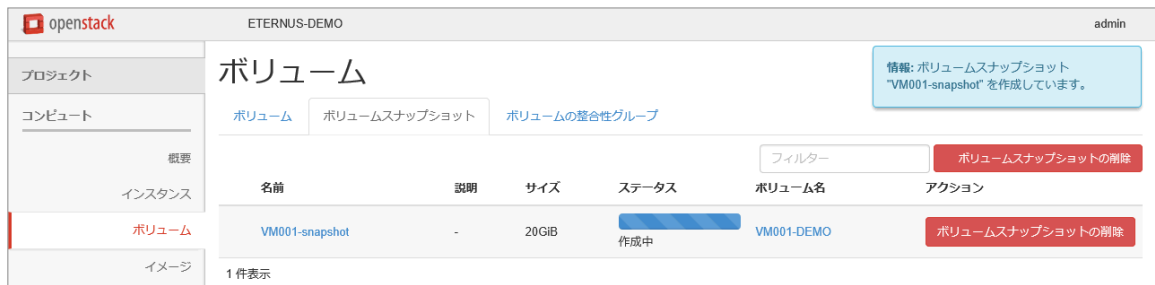 openstack ETERNUS-DEMO admin
プロジェクト
コンピュート
概要
インスタンス
ボリューム
イメージ
ボリューム
情報: ボリュームスナップショット
"VM001-snapshot" を作成しています。
ボリューム ボリュームスナップショット ボリュームの整合性グループ
フィルター ボリュームスナップショットの削除
名前 説明 サイズ ステータス ボリューム名 アクション
VM001-snapshot - 20GiB 作成中 VM001-DEMO ボリュームスナップショットの削除
1 件表示